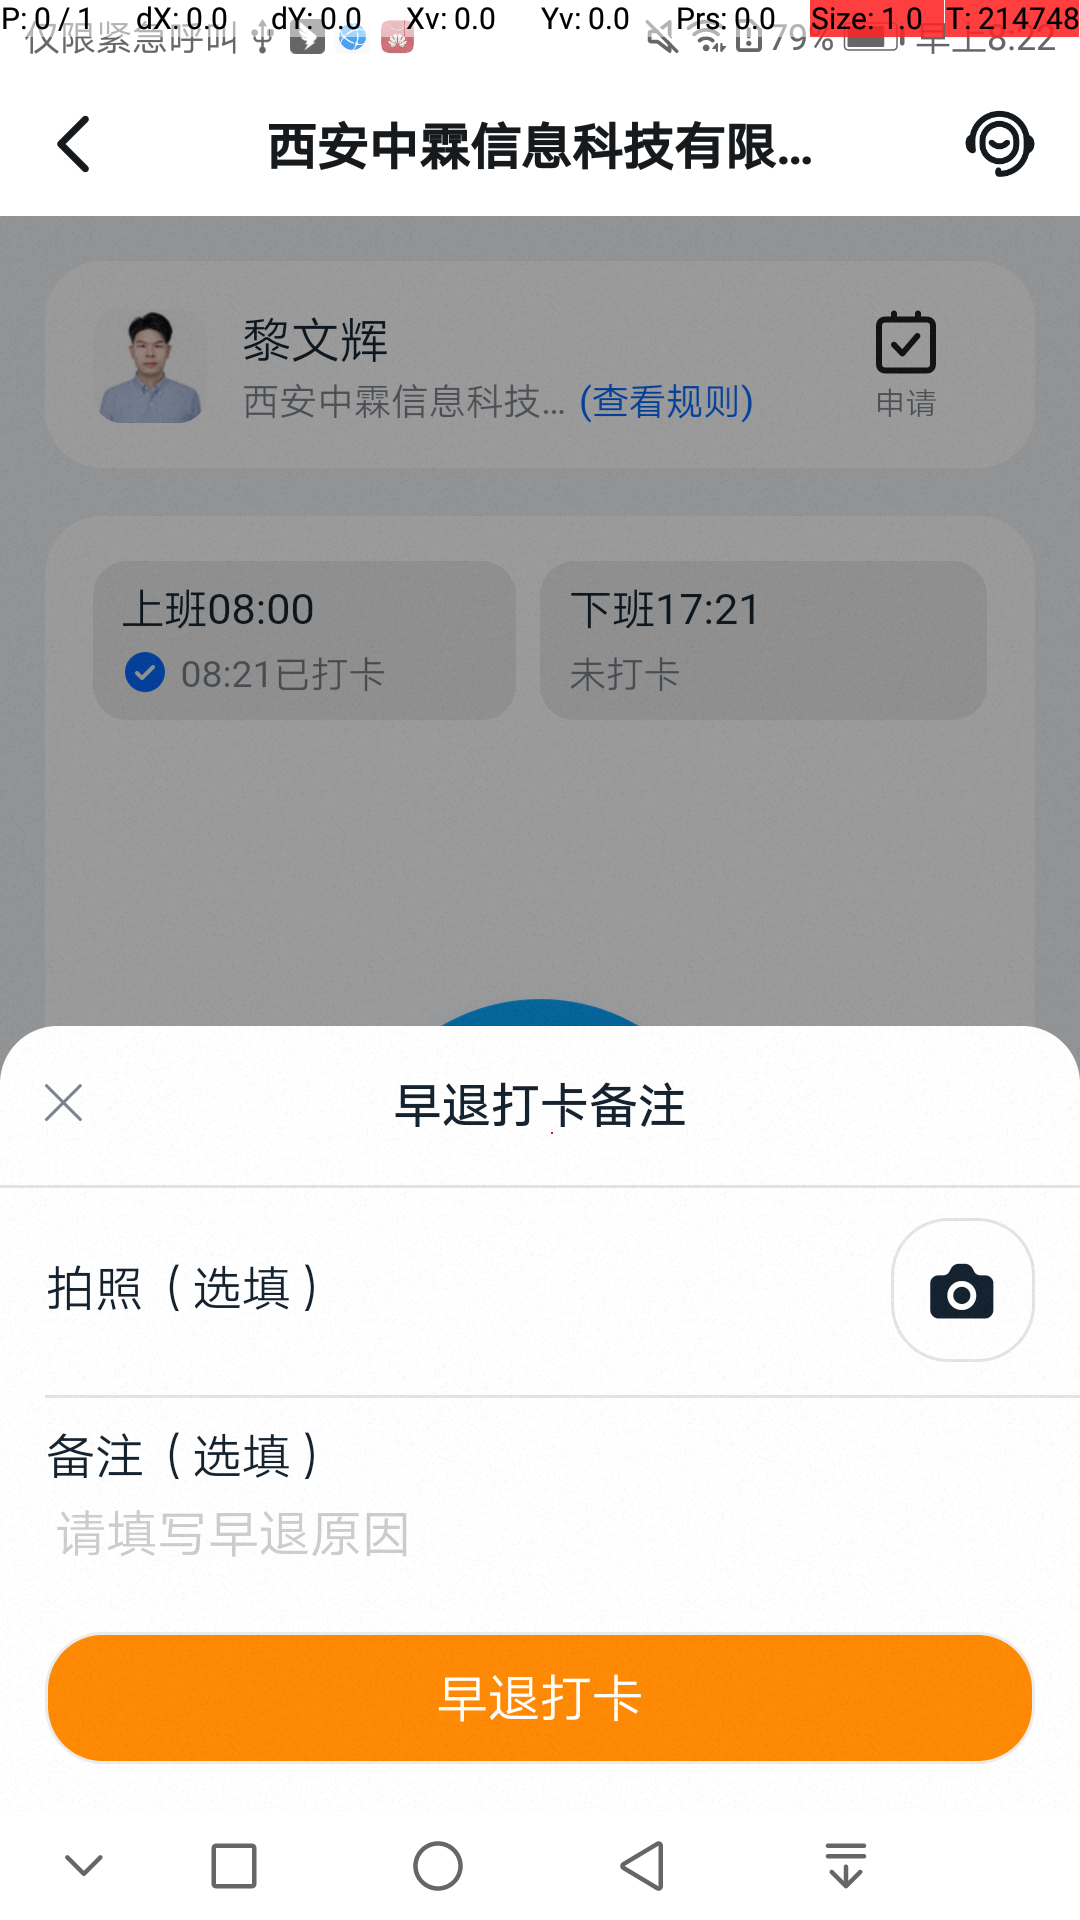 P: 0 / 1 dX: 0.0 dY: 0.0 Xv: 0.0 Yv: 0.0 Prs: 0.0 Size: 1.0 T: 214748
仅限紧急呼叫 79% 早上8:22
西安中霖信息科技有限...
黎文辉
西安中霖信息科技... (查看规则)
申请
上班08:00
08:21已打卡
下班17:21
未打卡
早退打卡备注
拍照（选填）
备注（选填）
请填写早退原因
早退打卡